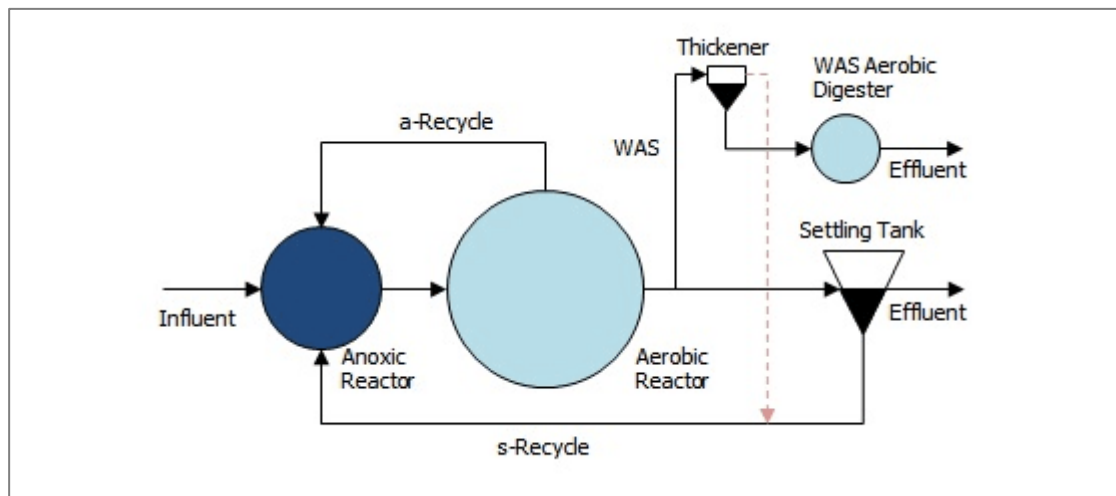 Thickener
WAS Aerobic
Digester
a-Recycle
WAS
Effluent
Settling Tank
Influent
Effluent
Anoxic
Reactor
Aerobic
Reactor
s-Recycle